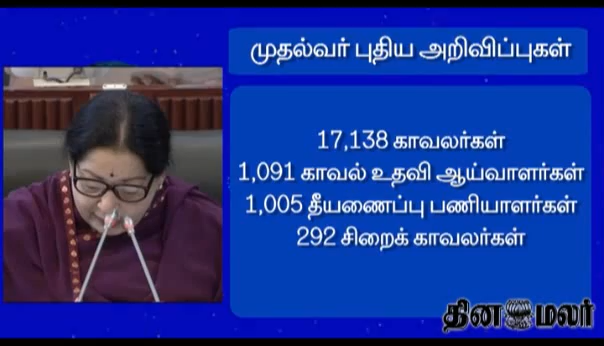 முதல்வர் புதிய அறிவிப்புகள்
17,138 காவலர்கள்
1,091 காவல் உதவி ஆய்வாளர்கள்
1,005 தீயணைப்பு பணியாளர்கள்
292 சிறைக் காவலர்கள்
தினமலர்